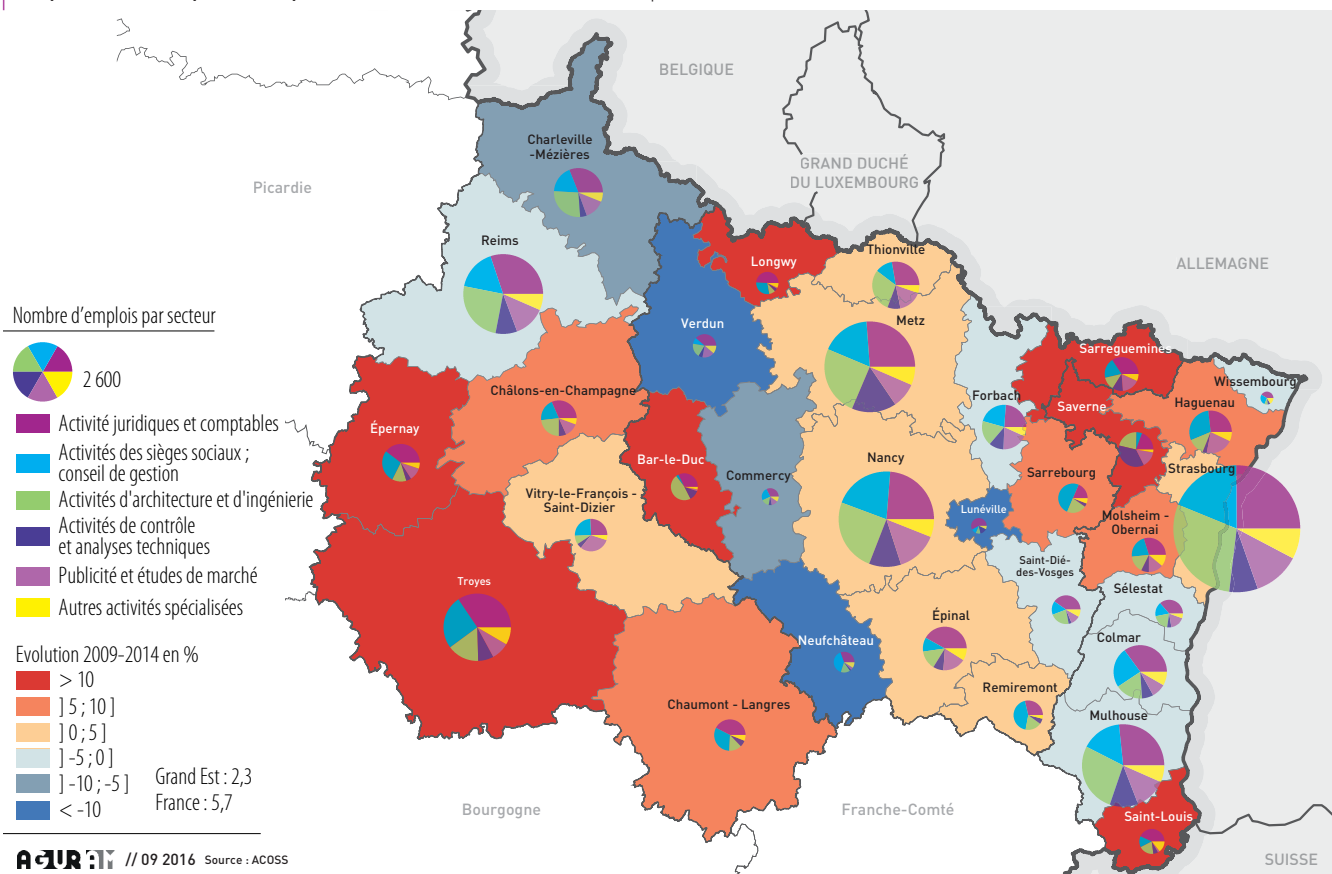 BELGIQUE
GRAND DUCHÉ
DU LUXEMBOURG
ALLEMAGNE
Picardie
Charleville
-Mézières
Reims
Longwy
Thionville
Verdun
Metz
Sarreguemines
Wissembourg
Forbach
Saverne
Haguenau
Châlons-en-Champagne
Épernay
Bar-le-Duc
Commercy
Nancy
Sarrebourg
Strasbourg
Vitry-le-François -
Saint-Dizier
Lunéville
Molsheim -
Obernai
Saint-Dié-
des-Vosges
Troyes
Sélestat
Épinal
Colmar
Neufchâteau
Remiremont
Chaumont - Langres
Mulhouse
Saint-Louis
Bourgogne
Franche-Comté
SUISSE
Nombre d'emplois par secteur
2 600
Activité juridiques et comptables
Activités des sièges sociaux ;
conseil de gestion
Activités d'architecture et d'ingénierie
Activités de contrôle
et analyses techniques
Publicité et études de marché
Autres activités spécialisées
Evolution 2009-2014 en %
> 10
] 5 ; 10 ]
] 0 ; 5 ]
] -5 ; 0 ]
] -10 ; -5 ]
< -10
Grand Est : 2,3
France : 5,7
AGURAM // 09 2016 Source : ACOSS